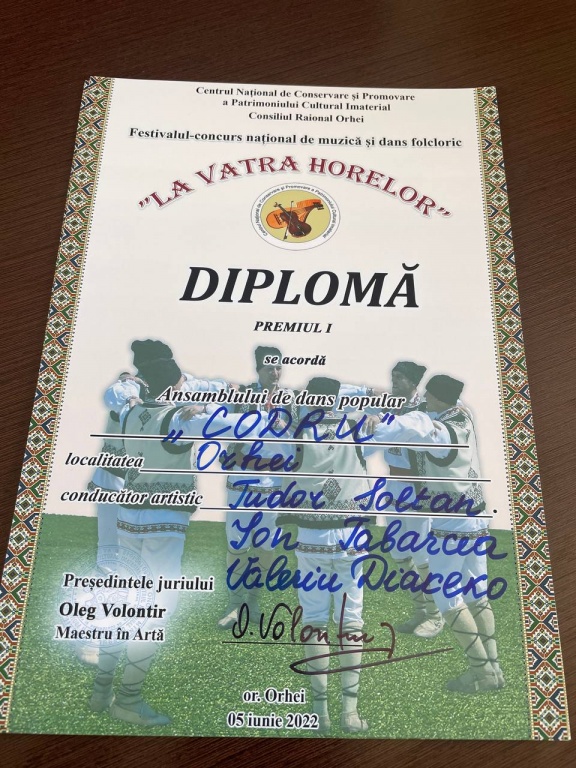 Centrul Național de Conservare și Promovare
a Patrimoniului Cultural Imaterial
Consiliul Raional Orhei
Festivalul-concurs național de muzică și dans folcloric
"LA VATRA HORELOR"
DIPLOMĂ
PREMIUL I
se acordă
Ansamblului de dans popular
„CODRU"
localitatea Orhei
conducător artistic Tudor Soltan.
Ion Tabarcea
Președintele juriului Valeriu Diaceko
Oleg Volontir O. Volontir
Maestru în Artă
or. Orhei
05 iunie 2022